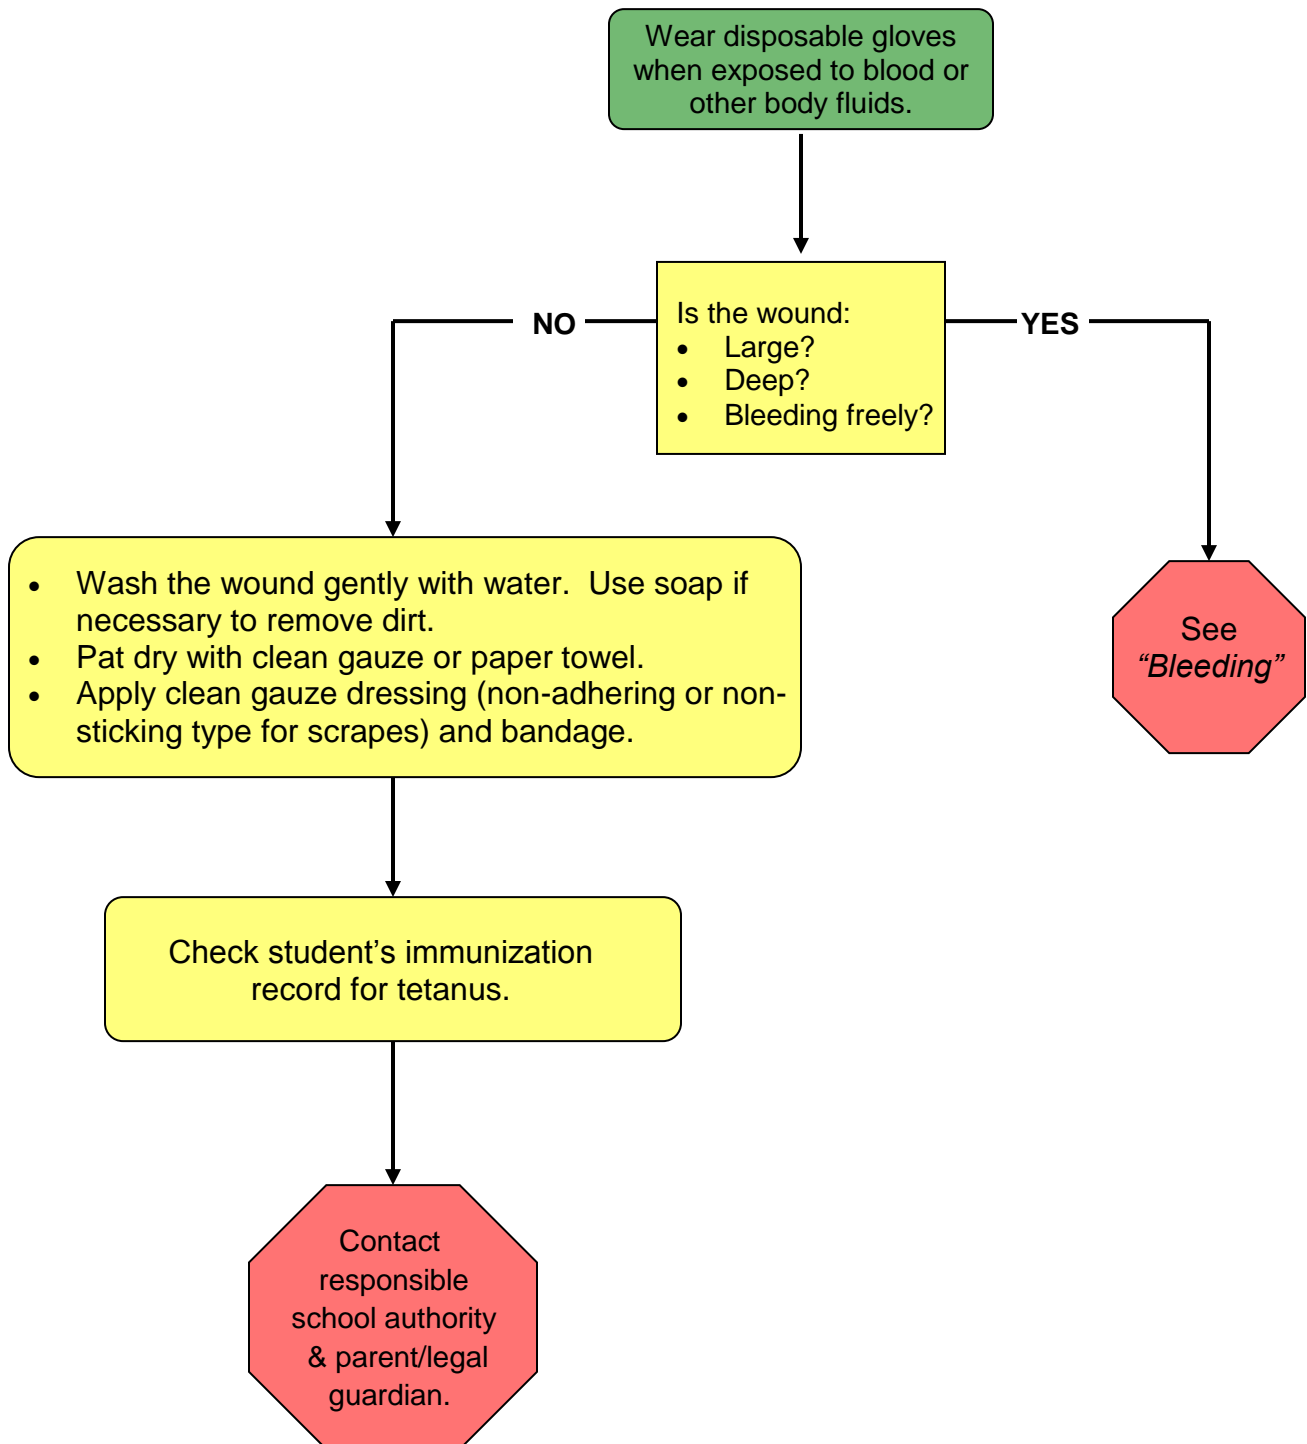 Wear disposable gloves
when exposed to blood or
other body fluids.
Is the wound:
• Large?
• Deep?
• Bleeding freely?
NO
YES
• Wash the wound gently with water.  Use soap if
necessary to remove dirt.
• Pat dry with clean gauze or paper towel.
• Apply clean gauze dressing (non-adhering or non-
sticking type for scrapes) and bandage.
See
“Bleeding”
Check student’s immunization
record for tetanus.
Contact
responsible
school authority
& parent/legal
guardian.